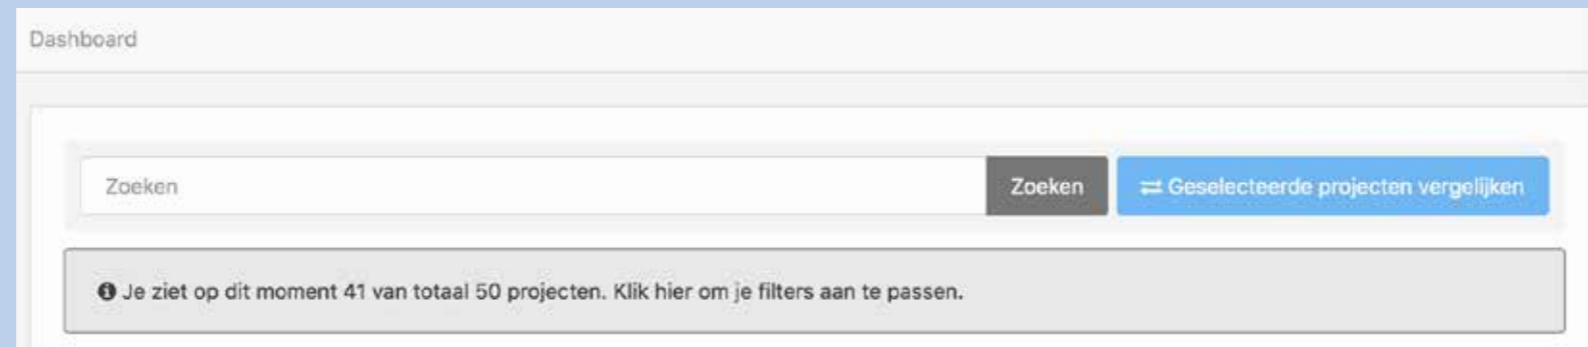 Dashboard
Zoeken Zoeken Geselecteerde projecten vergelijken
Je ziet op dit moment 41 van totaal 50 projecten. Klik hier om je filters aan te passen.